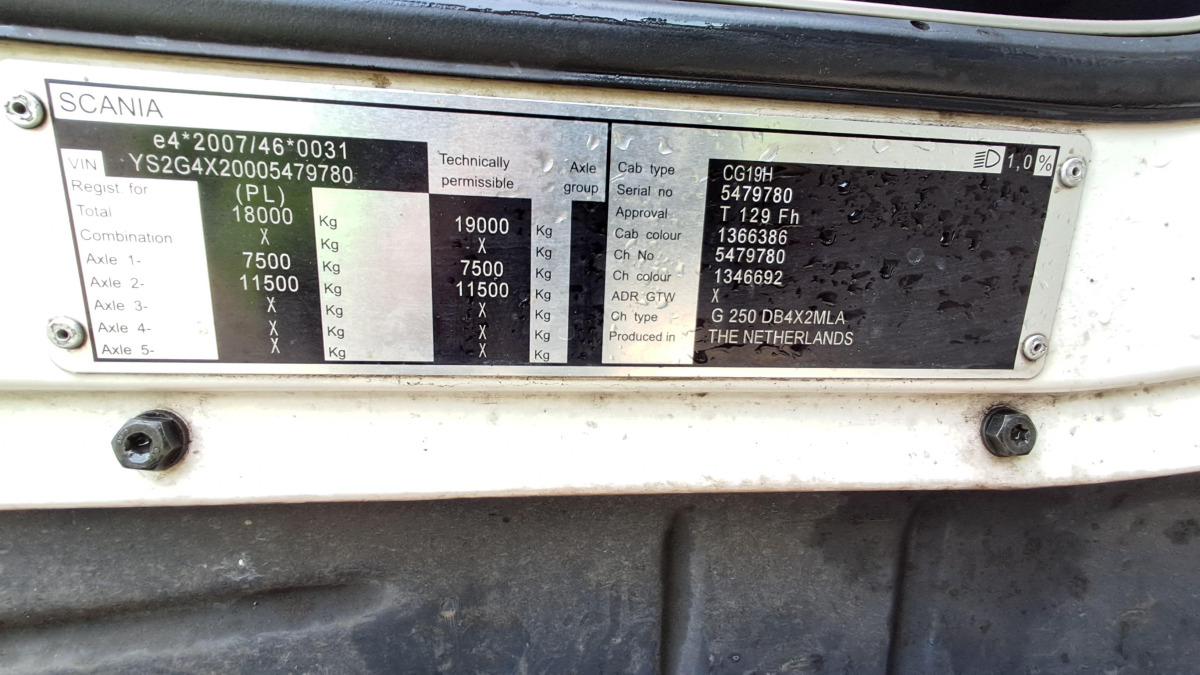 SCANIA
e4*2007/46*0031
VIN YS2G4X20005479780
Regist for (PL)
Technically permissible
Axle group
Total 18000 Kg 19000 Kg
Combination X Kg X Kg
Axle 1- 7500 Kg 7500 Kg
Axle 2- 11500 Kg 11500 Kg
Axle 3- X Kg X Kg
Axle 4- X Kg X Kg
Axle 5- X Kg X Kg
1,0 %
Cab type CG19H
Serial no 5479780
Approval T 129 Fh
Cab colour 1366386
Ch No 5479780
Ch colour 1346692
ADR GTW X
Ch type G 250 DB4X2MLA
Produced in THE NETHERLANDS